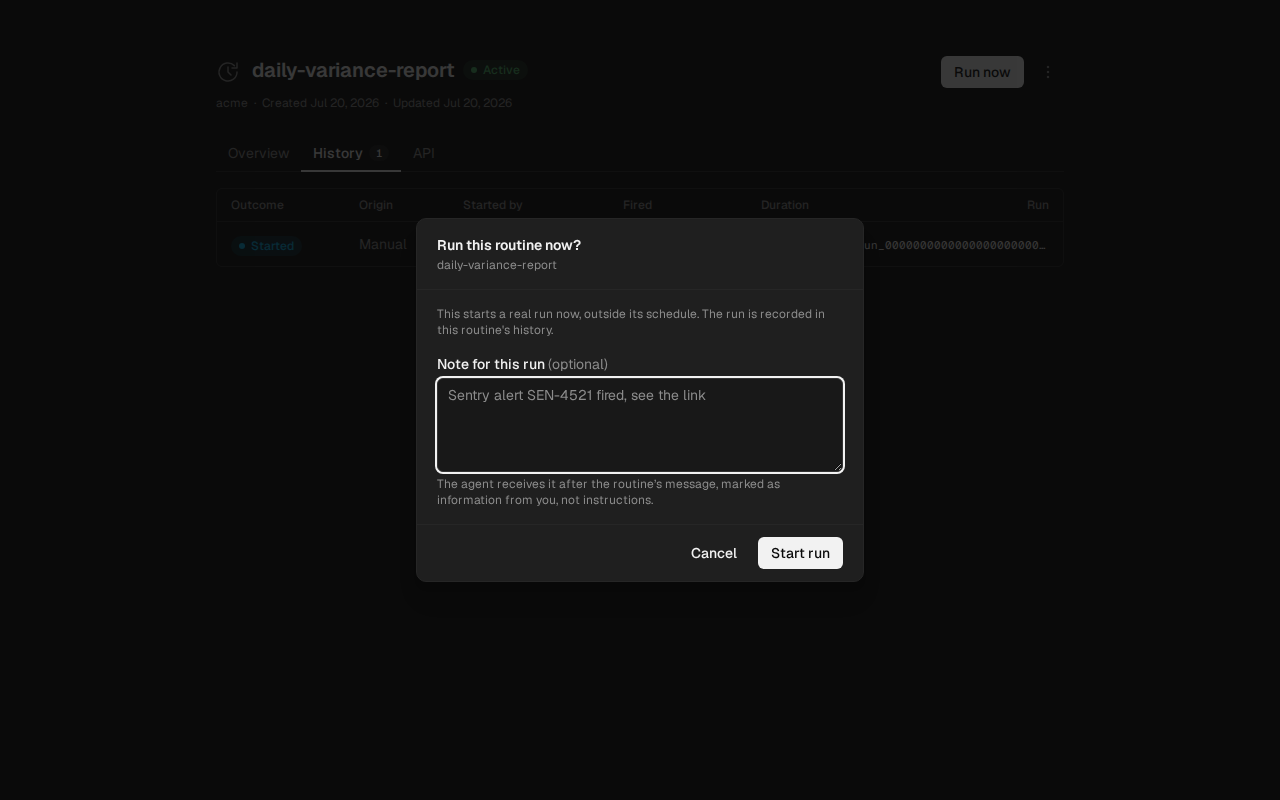 daily-variance-report
Active
Run now
acme · Created Jul 20, 2026 · Updated Jul 20, 2026
Overview
History 1
API
Outcome Origin Started by Fired Duration Run
Started Manual un_0000000000000000000000…
Run this routine now?
daily-variance-report
This starts a real run now, outside its schedule. The run is recorded in
this routine's history.
Note for this run (optional)
Sentry alert SEN-4521 fired, see the link
The agent receives it after the routine's message, marked as
information from you, not instructions.
Cancel
Start run